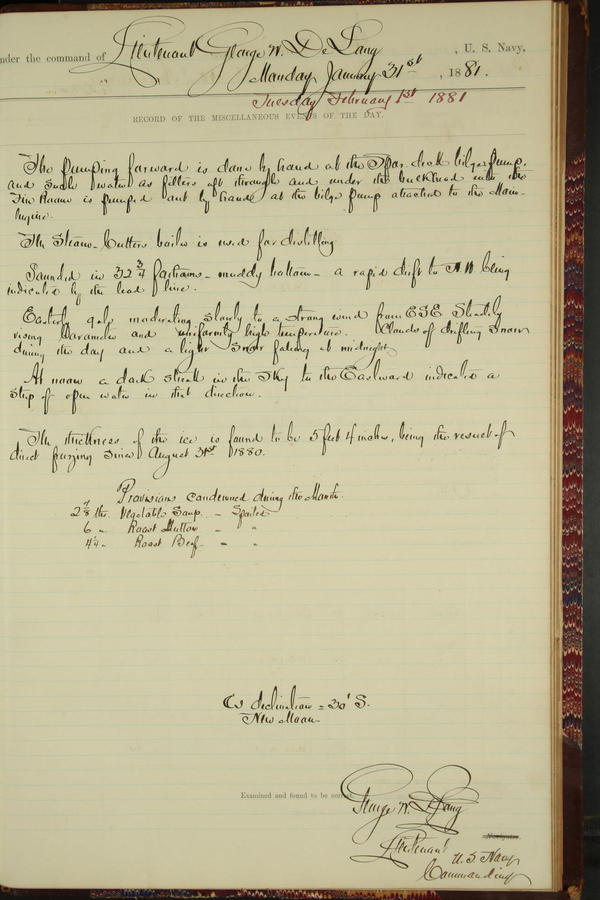 nder the command of Lieutenant George W. De Long, U. S. Navy,
Monday January 31st, 1881.
Tuesday February 1st 1881
RECORD OF THE MISCELLANEOUS EVENTS OF THE DAY.
The pumping forward is done by hand at the Spar deck bilge pump,
and such water as filters aft through and under the bulkhead into the
Fire Room is pumped out by hand at the bilge pump attached to the Main-
Engine.
The Steam-Cutters boiler is used for distilling
Sounded in 32 3/4 fathoms - muddy bottom - a rapid drift to N.W. being
indicated by the lead line.
Easterly gale moderating slowly to a strong wind from ESE Steadily
rising barometer and uniformly high temperature. Clouds of drifting snow
during the day and a light snow falling at midnight.
At noon a dark streak in the sky to the Eastward indicated a
strip of open water in that direction.
The thickness of the ice is found to be 5 feet 4 inches, being the result of
direct freezing since August 31st 1880.
Provisions condemned during the Month.
2 7/8 lbs. Vegetable Soup - Spoiled
6 " Roast Mutton - "
" Roast Beef - "
declination = 30' S.
New Moon
Examined and found to be correct.
George W. De Long
Navigator.
Lieutenant
U.S. Navy
Commanding